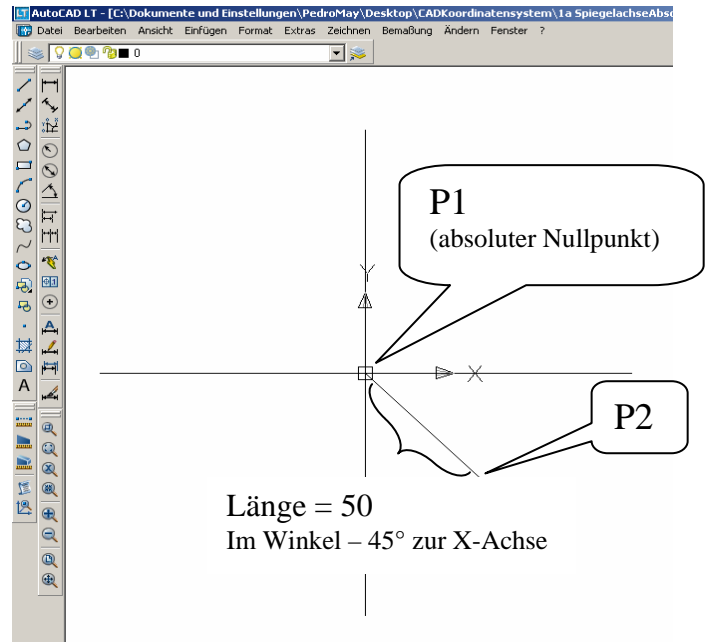 AutoCAD LT - [C:\Dokumente und Einstellungen\PedroMay\Desktop\CADKoordinatensystem\1a SpiegelachseAbso
Datei Bearbeiten Ansicht Einfügen Format Extras Zeichnen Bemaßung Ändern Fenster ?
0
P1
(absoluter Nullpunkt)
Y
X
P2
Länge = 50
Im Winkel – 45° zur X-Achse
A